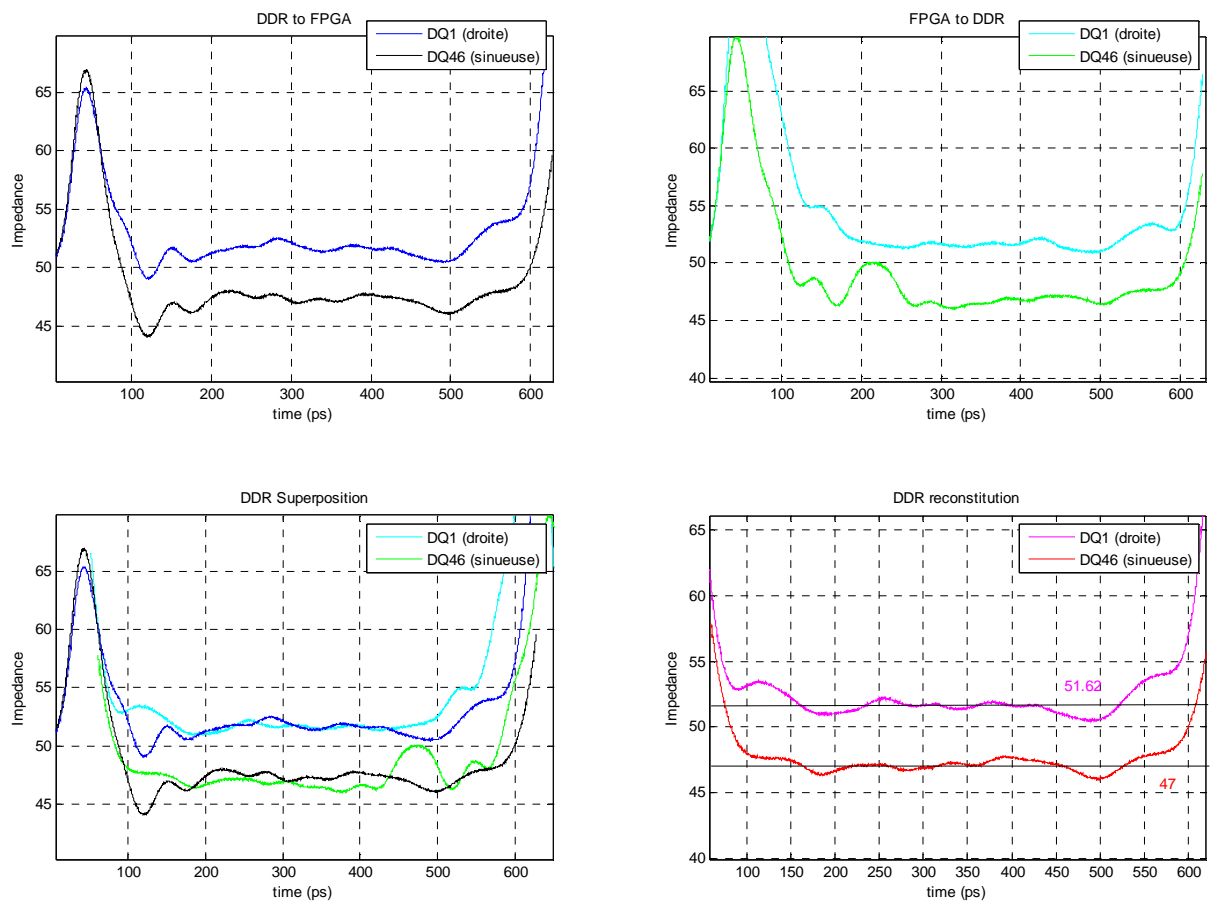 DDR to FPGA
DQ1 (droite)
DQ46 (sinueuse)
Impedance
65
60
55
50
45
100 200 300 400 500 600
time (ps)
FPGA to DDR
DQ1 (droite)
DQ46 (sinueuse)
Impedance
65
60
55
50
45
40
100 200 300 400 500 600
time (ps)
DDR Superposition
DQ1 (droite)
DQ46 (sinueuse)
Impedance
65
60
55
50
45
100 200 300 400 500 600
time (ps)
DDR reconstitution
DQ1 (droite)
DQ46 (sinueuse)
Impedance
65
60
55
50
45
40
51.62
47
100 150 200 250 300 350 400 450 500 550 600
time (ps)